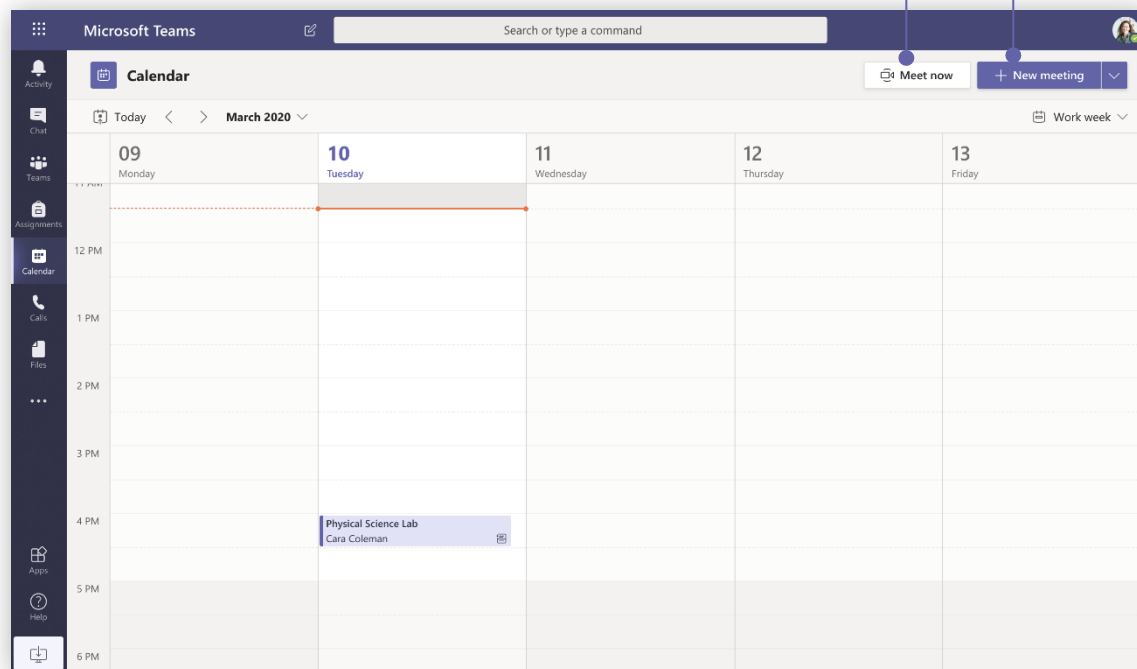 Microsoft Teams
Search or type a command
Activity
Chat
Teams
Assignments
Calendar
Calls
Files
Apps
Help
Calendar
Meet now
New meeting
Today
March 2020
Work week
09
Monday
10
Tuesday
11
Wednesday
12
Thursday
13
Friday
11 AM
12 PM
1 PM
2 PM
3 PM
4 PM
Physical Science Lab
Cara Coleman
5 PM
6 PM